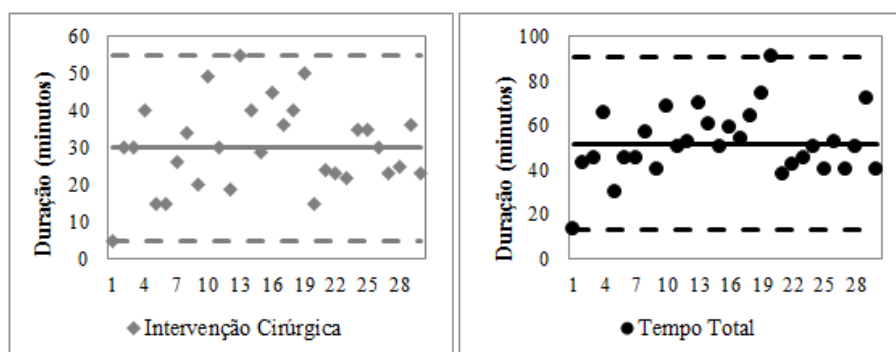 Duração (minutos)
60
50
40
30
20
10
0
1 4 7 10 13 16 19 22 25 28
Intervenção Cirúrgica
Duração (minutos)
100
80
60
40
20
0
1 4 7 10 13 16 19 22 25 28
Tempo Total